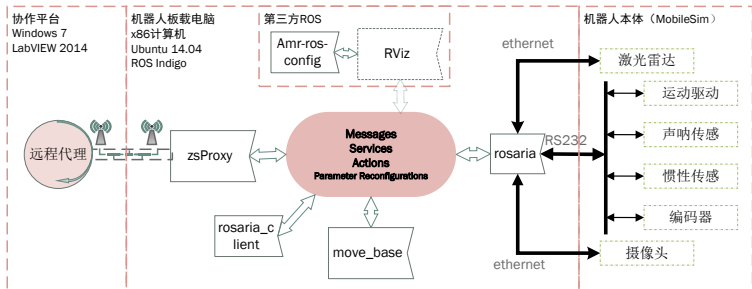 协作平台
Windows 7
LabVIEW 2014
机器人板载电脑
x86计算机
Ubuntu 14.04
ROS Indigo
第三方ROS
Amr-ros-
config
RViz
机器人本体（MobileSim）
ethernet
激光雷达
运动驱动
声呐传感
惯性传感
编码器
摄像头
远程代理
zsProxy
Messages
Services
Actions
Parameter Reconfigurations
rosaria
RS232
rosaria_c
lient
move_base
ethernet